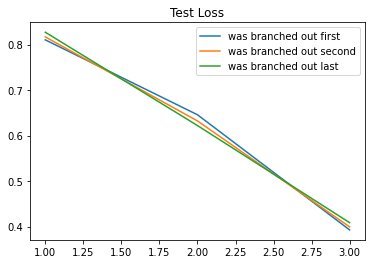 Test Loss
was branched out first
was branched out second
was branched out last
0.8
0.7
0.6
0.5
0.4
1.00 1.25 1.50 1.75 2.00 2.25 2.50 2.75 3.00